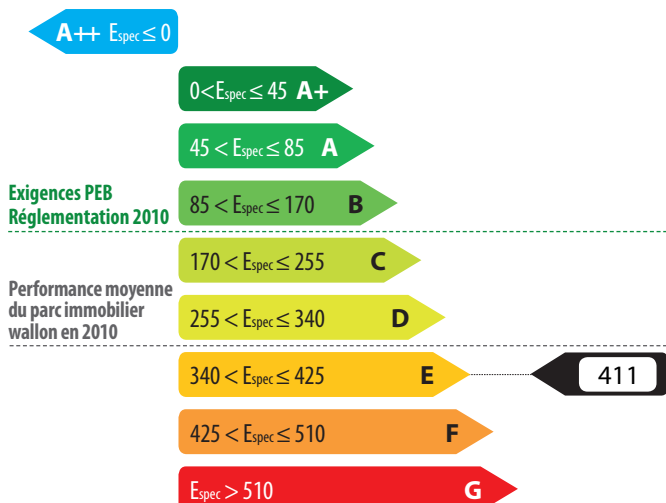 A++ Espec ≤ 0
0<Espec ≤ 45 A+
45 < Espec ≤ 85 A
Exigences PEB
Réglementation 2010
85 < Espec ≤ 170 B
170 < Espec ≤ 255 C
Performance moyenne
du parc immobilier
wallon en 2010
255 < Espec ≤ 340 D
340 < Espec ≤ 425 E
411
425 < Espec ≤ 510 F
Espec > 510 G